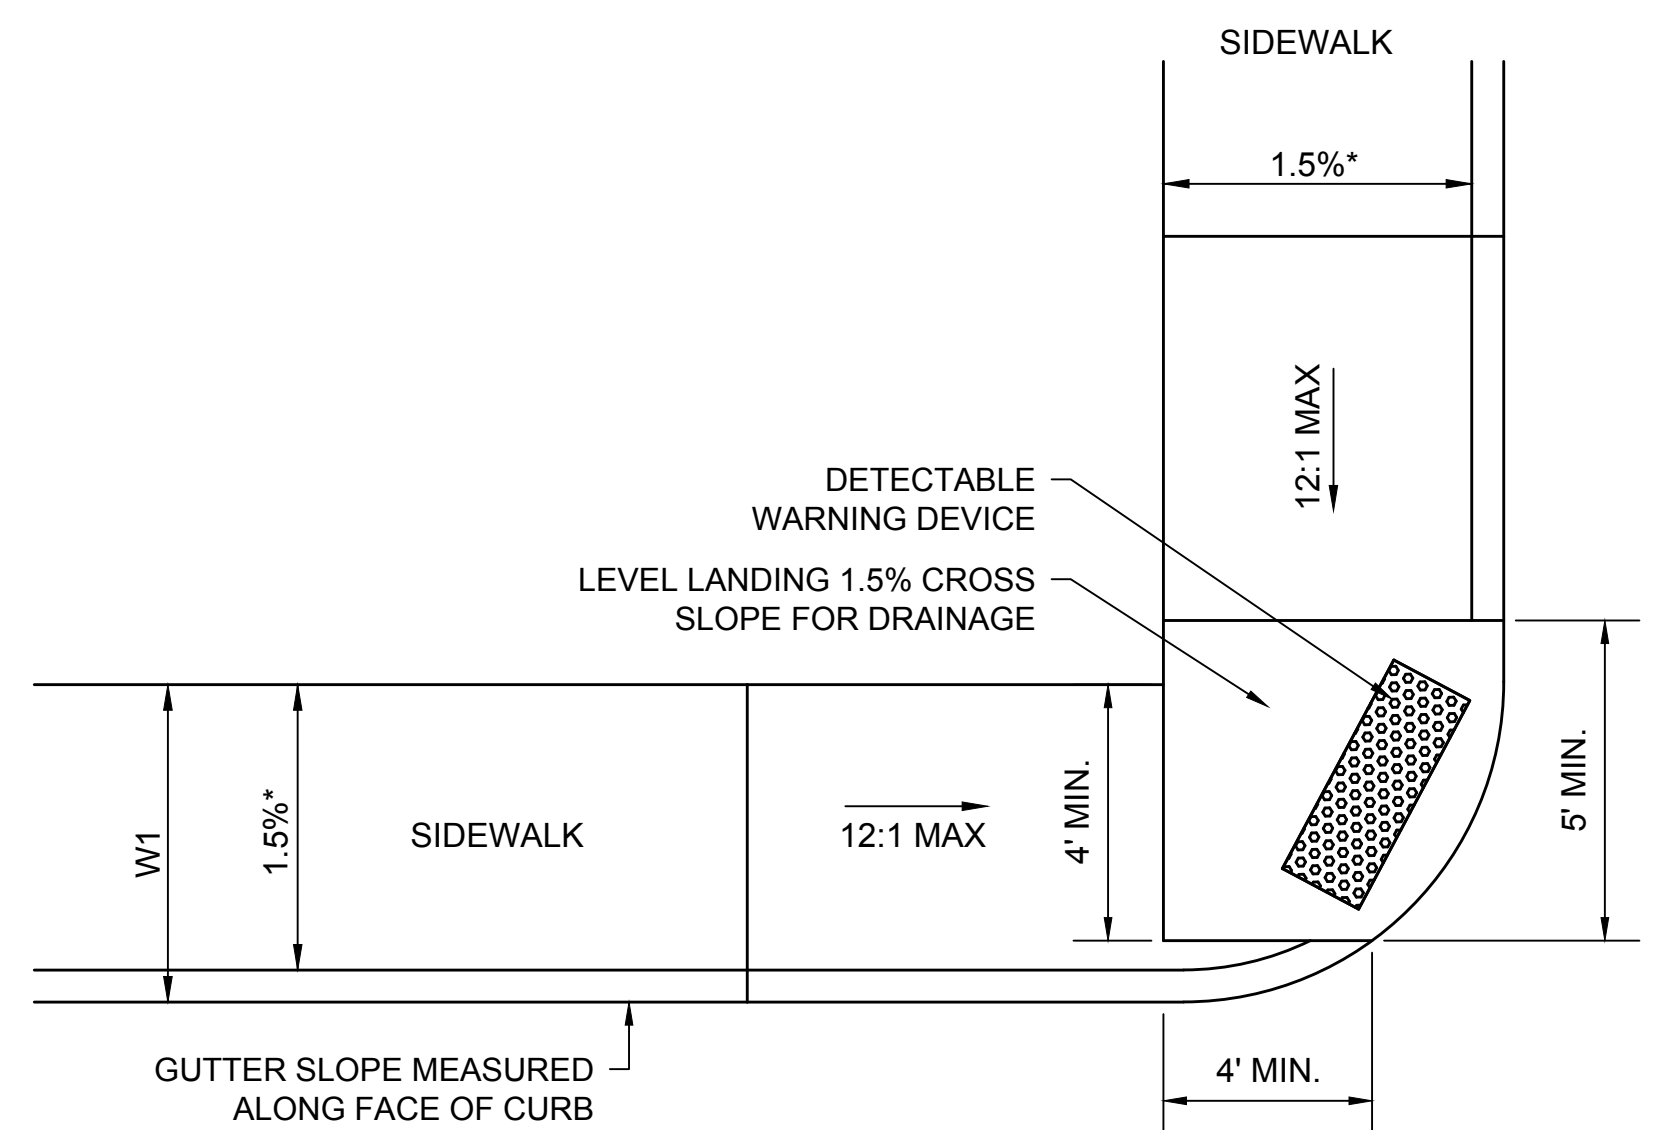 SIDEWALK
1.5%*
12:1 MAX
DETECTABLE
WARNING DEVICE
LEVEL LANDING 1.5% CROSS
SLOPE FOR DRAINAGE
W1
1.5%*
SIDEWALK
12:1 MAX
4' MIN.
5' MIN.
GUTTER SLOPE MEASURED
ALONG FACE OF CURB
4' MIN.